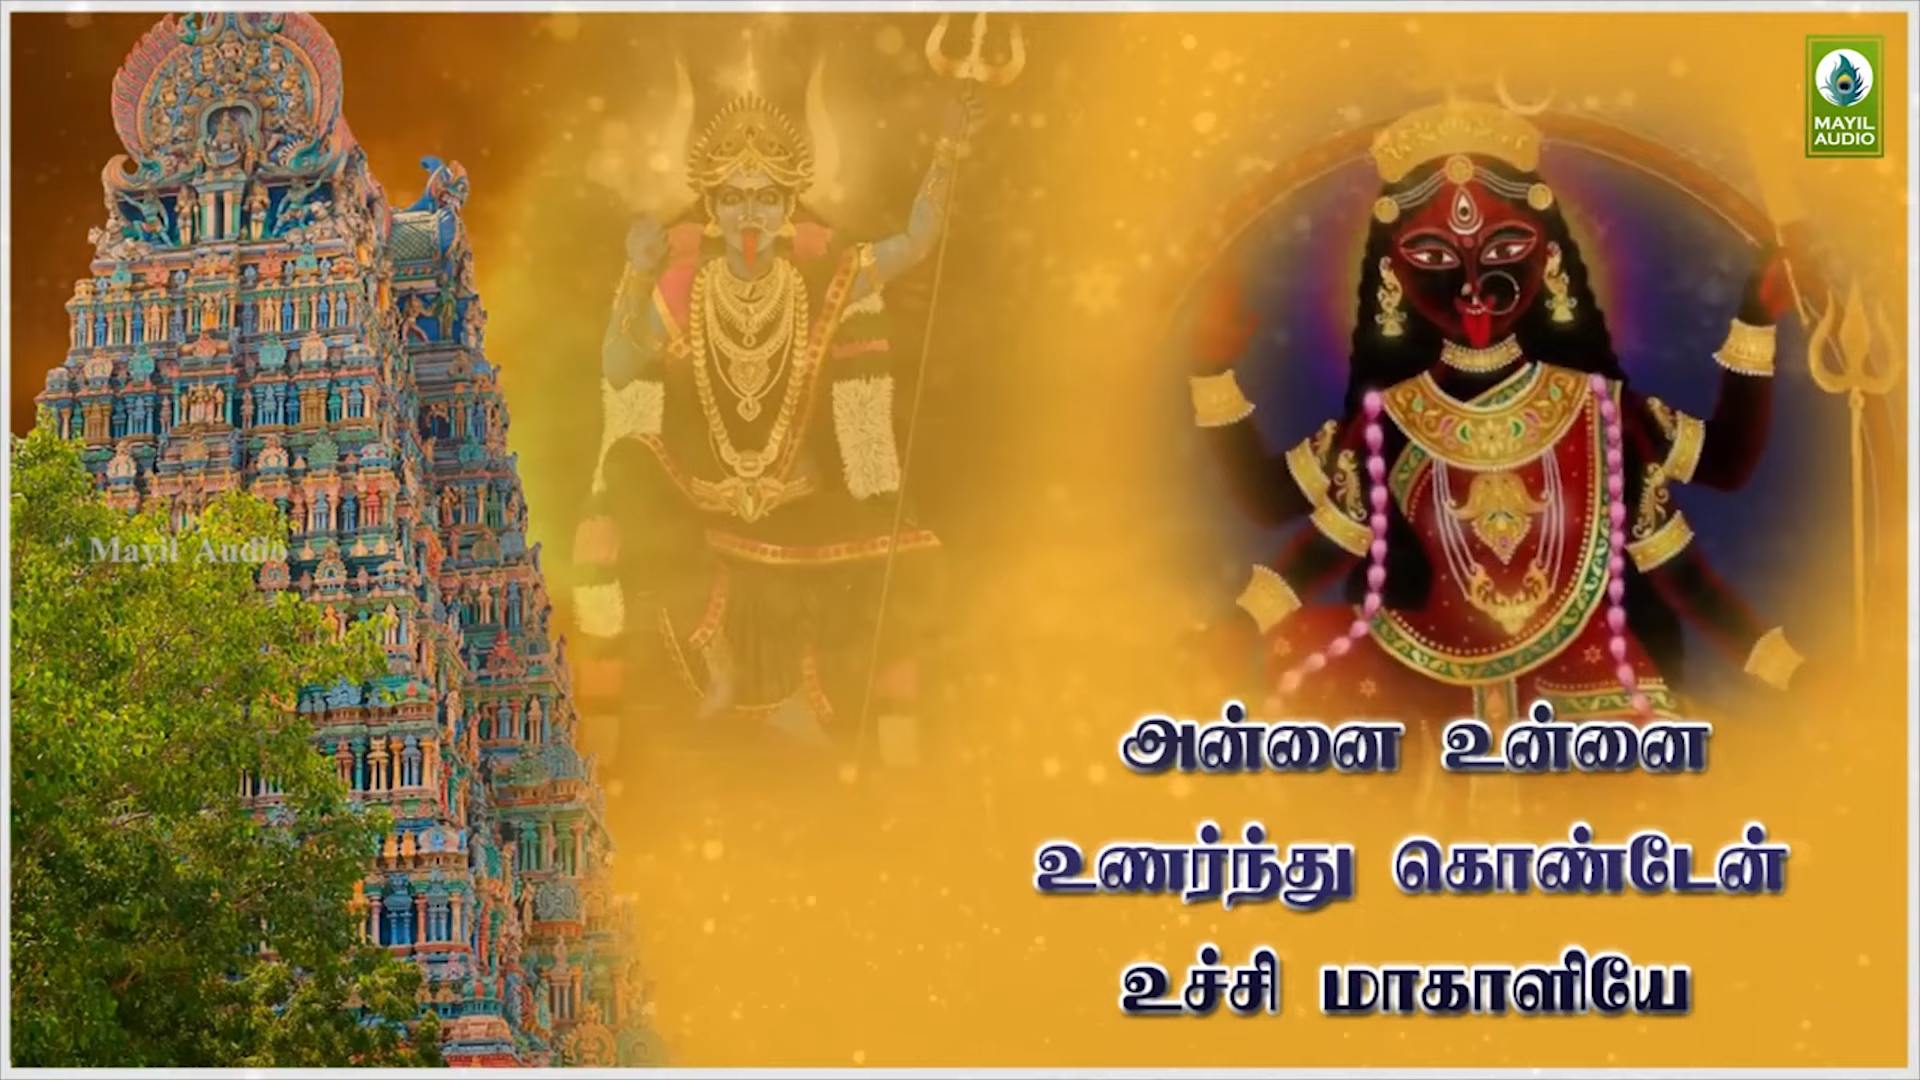 MAYIL
AUDIO
Mayil Audio
அன்னை உன்னை
உணர்ந்து கொண்டேன்
உச்சி மாகாளியே